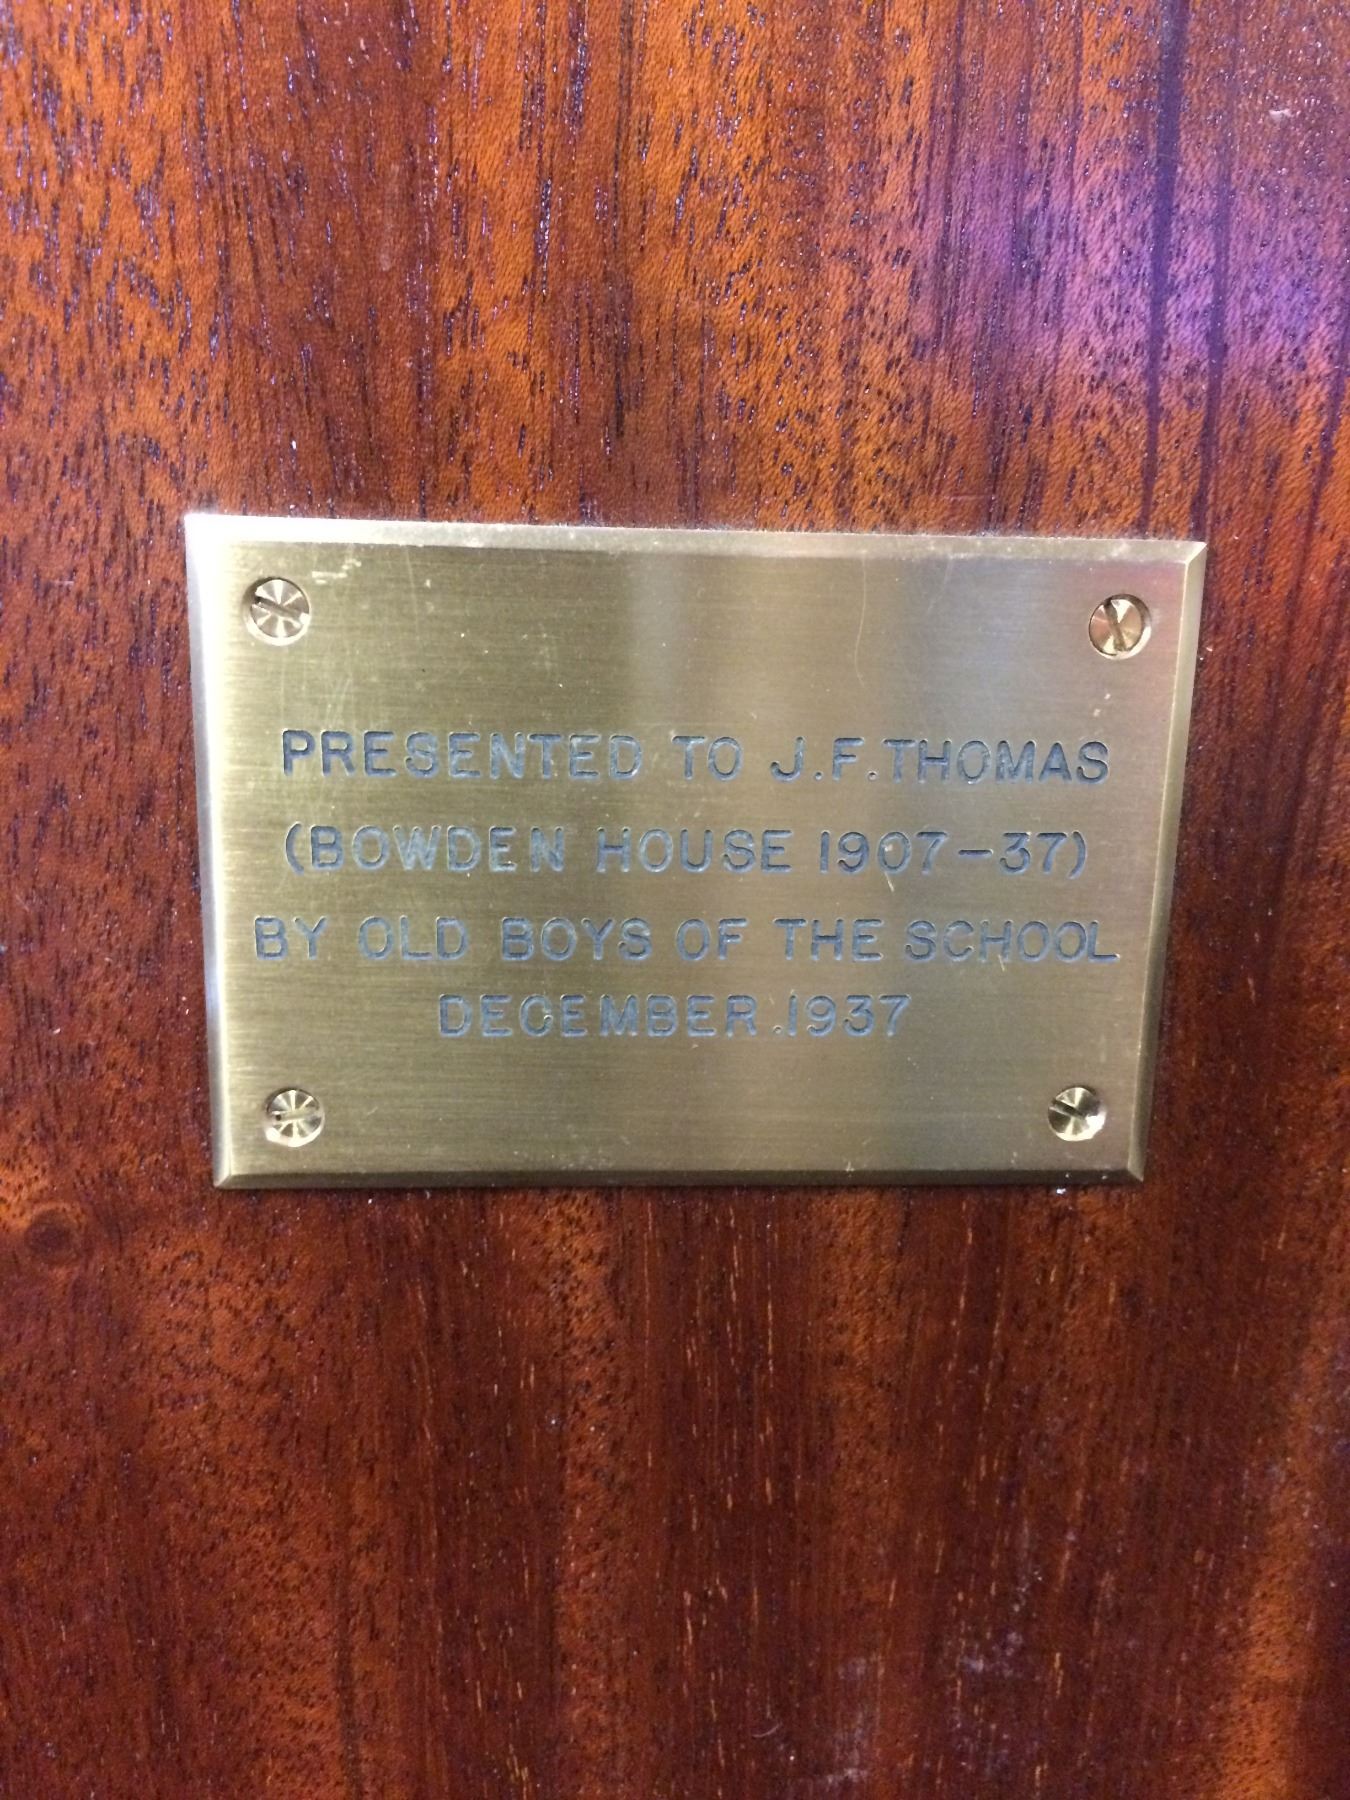 PRESENTED TO J.F.THOMAS
(BOWDEN HOUSE 1907-37)
BY OLD BOYS OF THE SCHOOL
DECEMBER.1937